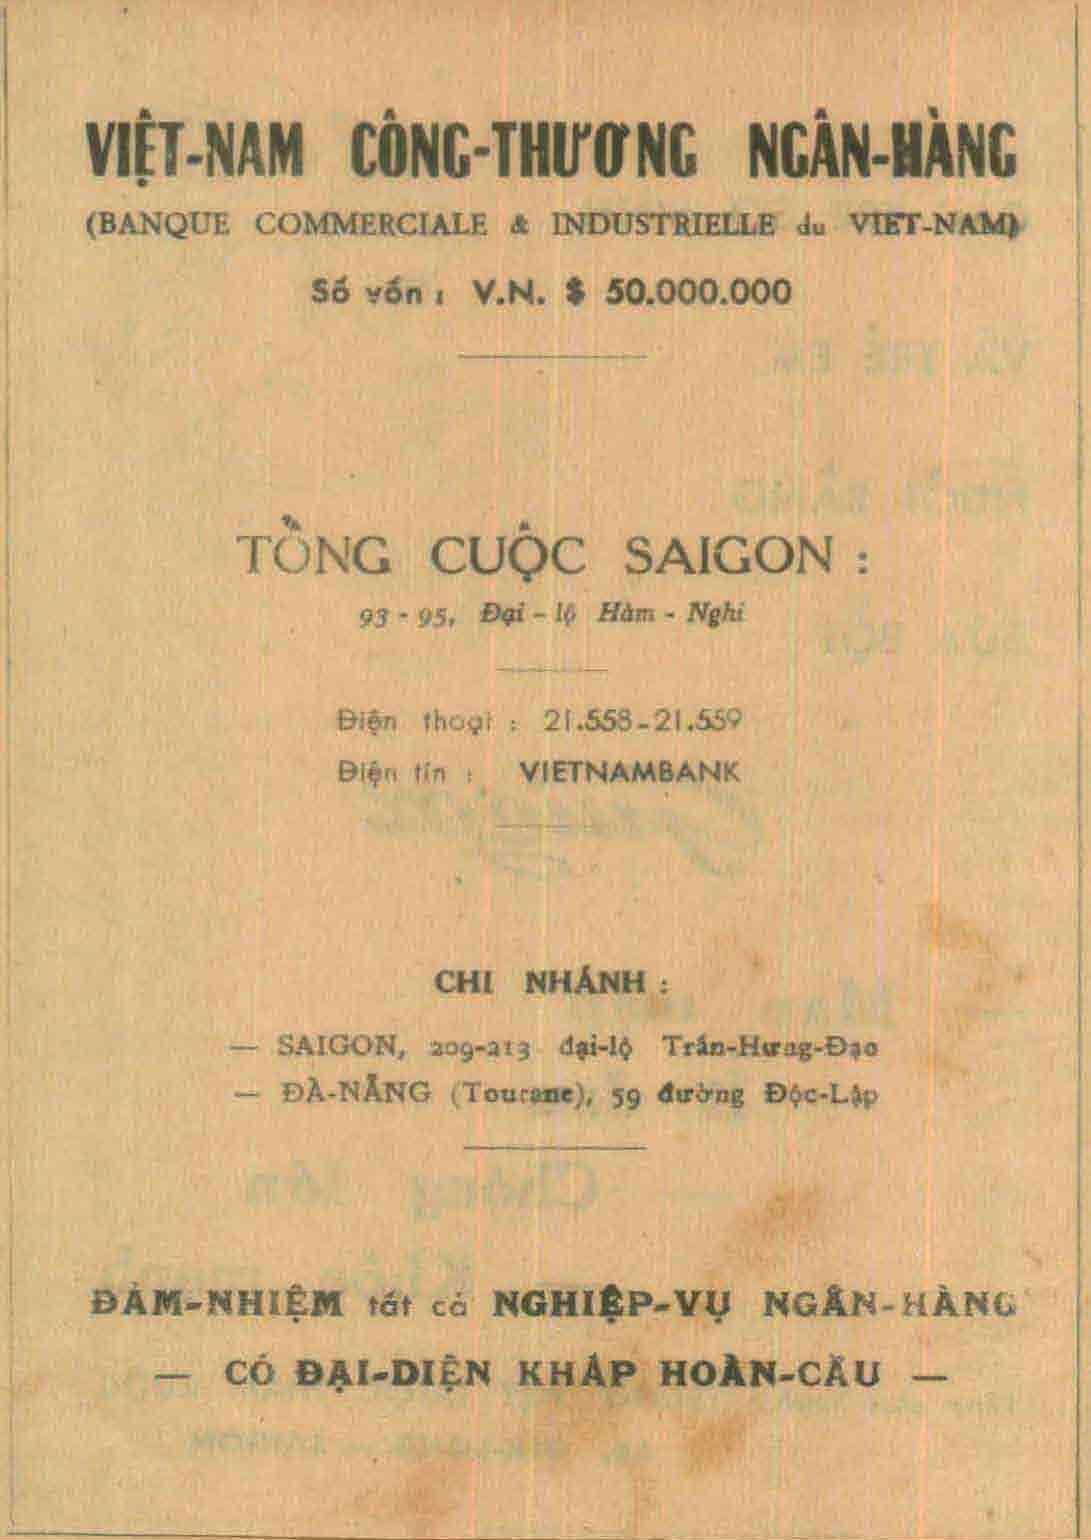 VIỆT-NAM CÔNG-THƯƠNG NGÂN-HÀNG
(BANQUE COMMERCIALE & INDUSTRIELLE du VIET-NAM)
Số vốn : V.N. $ 50.000.000
TỔNG CUỘC SAIGON :
93 - 95, Đại - lộ Hàm - Nghi
Điện thoại : 21.558-21.559
Điện tín : VIETNAMBANK
CHI NHÁNH :
— SAIGON, 209-213 đại-lộ Trần-Hưng-Đạo
— ĐÀ-NẴNG (Tourane), 59 đường Độc-Lập
ĐẢM-NHIỆM tất cả NGHIỆP-VỤ NGÂN-HÀNG
— CÓ ĐẠI-DIỆN KHẮP HOÀN-CẦU —